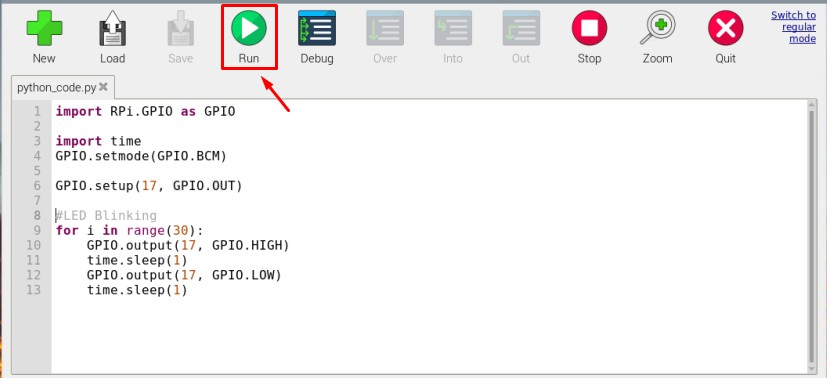 New Load Save Run Debug Over Into Out Stop Zoom Quit
Switch to
regular
mode
python_code.py
1 import RPi.GPIO as GPIO
2
3 import time
4 GPIO.setmode(GPIO.BCM)
5
6 GPIO.setup(17, GPIO.OUT)
7
8 #LED Blinking
9 for i in range(30):
10     GPIO.output(17, GPIO.HIGH)
11     time.sleep(1)
12     GPIO.output(17, GPIO.LOW)
13     time.sleep(1)